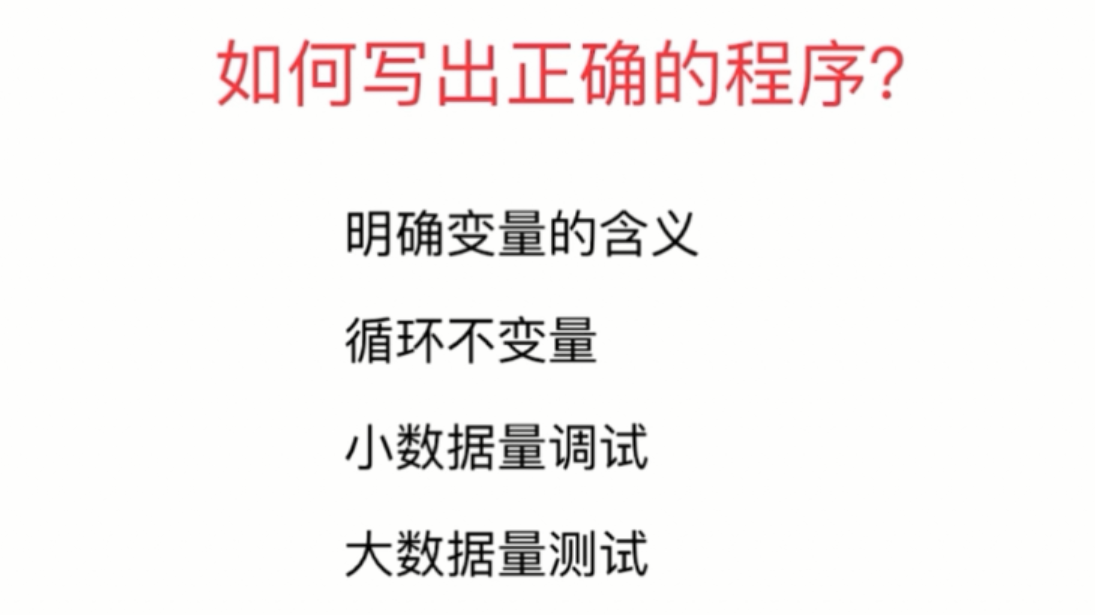 如何写出正确的程序?
明确变量的含义
循环不变量
小数据量调试
大数据量测试